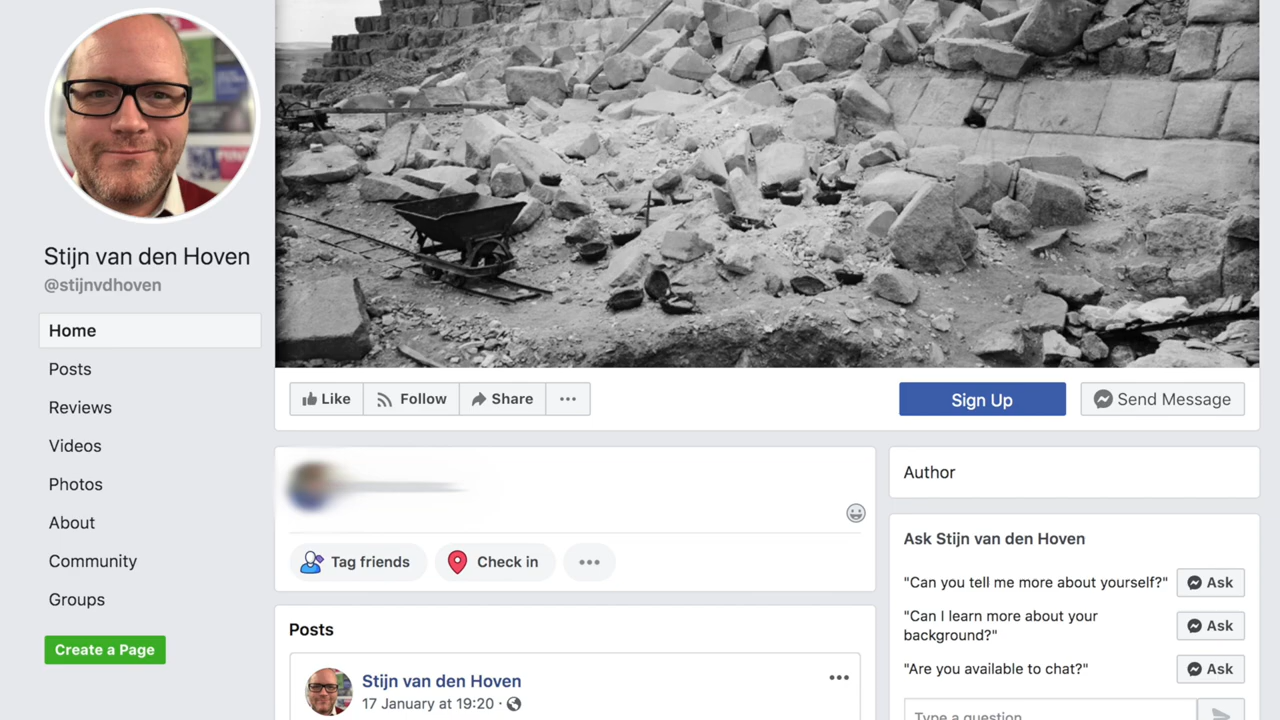 Stijn van den Hoven
@stijnvdhoven
Home
Posts
Reviews
Videos
Photos
About
Community
Groups
Create a Page
Like
Follow
Share
Sign Up
Send Message
Tag friends
Check in
Posts
Stijn van den Hoven
17 January at 19:20 ·
Author
Ask Stijn van den Hoven
"Can you tell me more about yourself?"
Ask
"Can I learn more about your
background?"
Ask
"Are you available to chat?"
Ask
Type a question